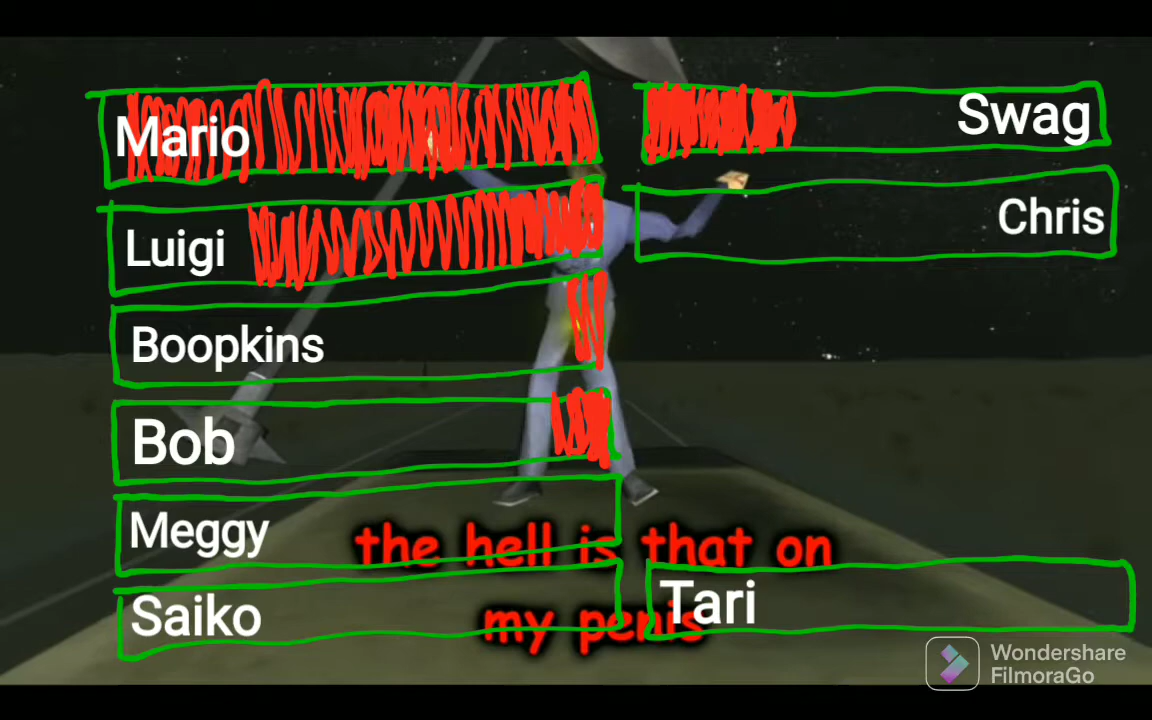 Mario
Swag
Luigi
Chris
Boopkins
Bob
Meggy
the hell is that on
Saiko
my penis
Tari
Wondershare
FilmoraGo